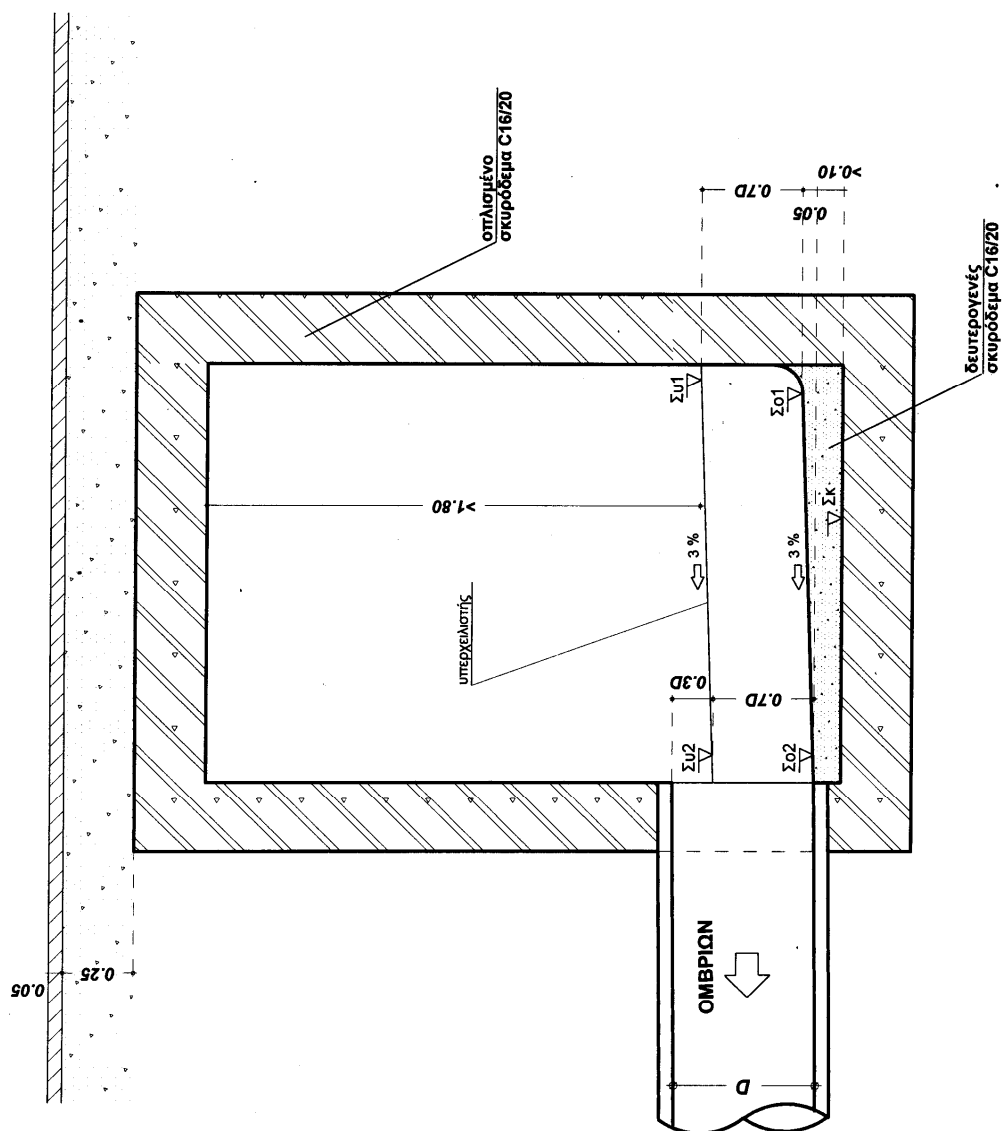 οπλισμένο
σκυρόδεμα C16/20
0.7D
0.05
>0.10
δευτερογενές
σκυρόδεμα C16/20
Συ1
Σο1
>1.80
Σκ
3 %
3 %
υπερχειλιστής
0.3D
0.7D
Συ2
Σο2
0.05
0.25
ΟΜΒΡΙΩΝ
D